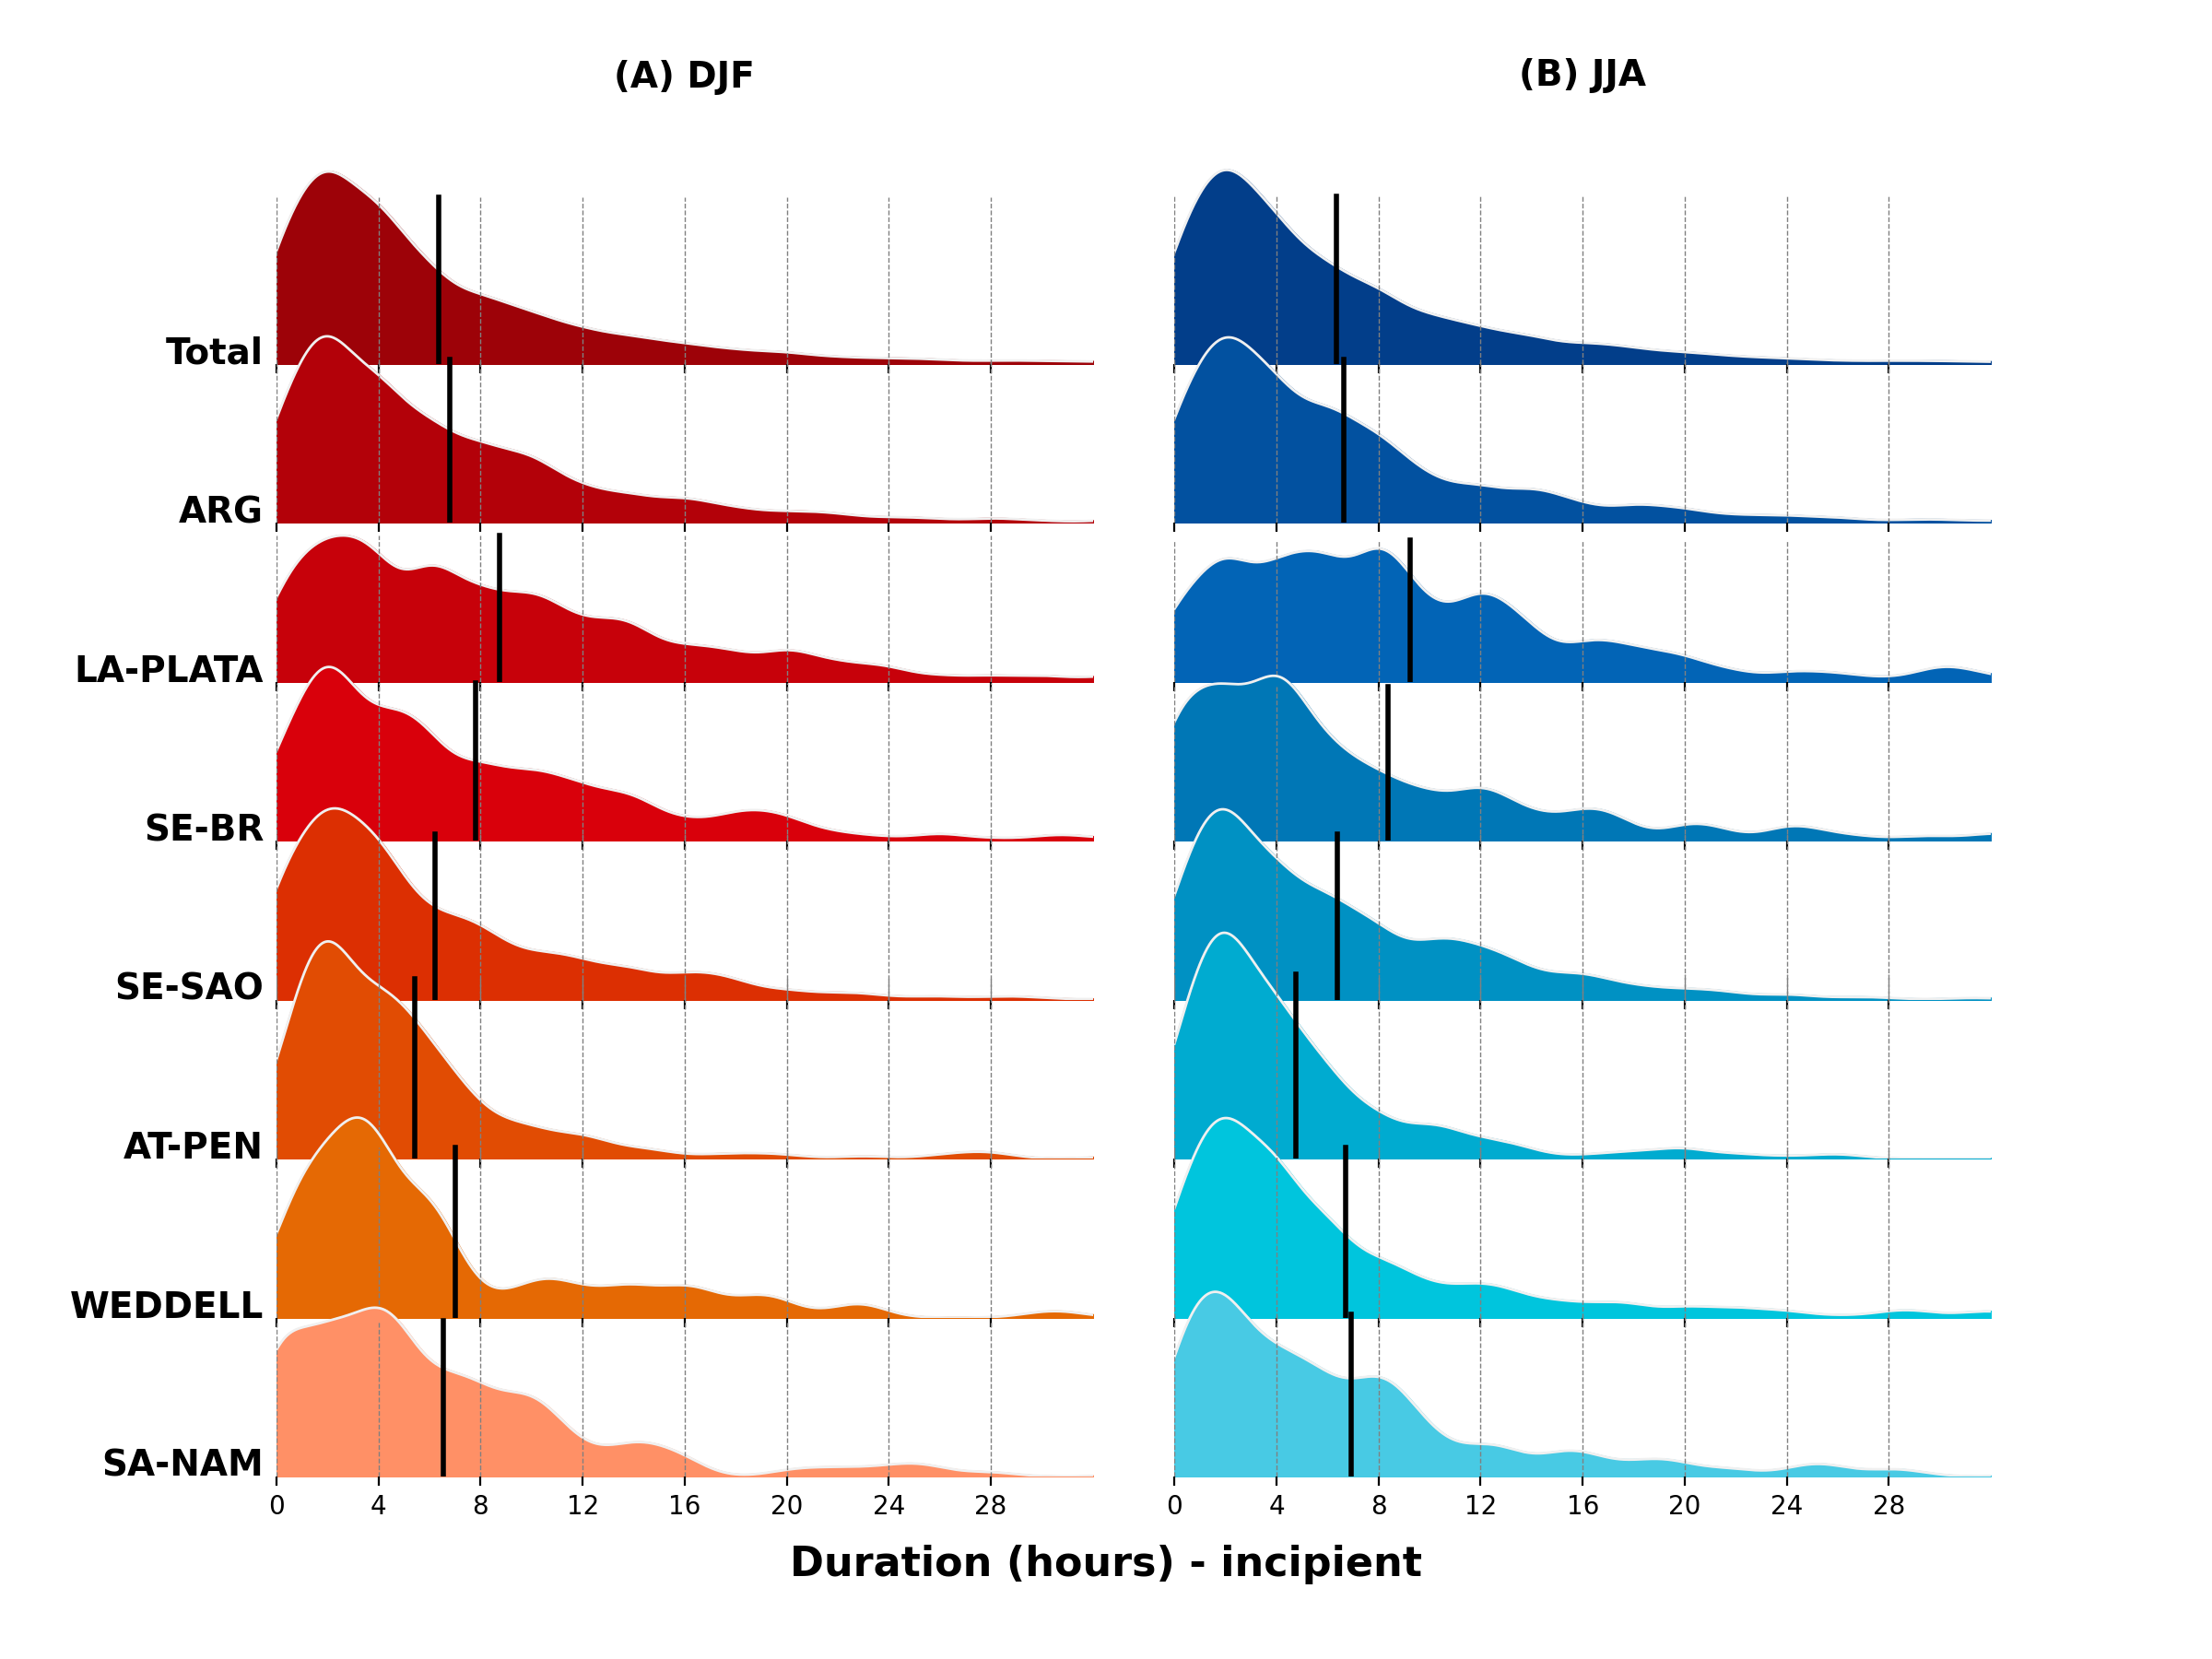 (A) DJF
(B) JJA
Total
ARG
LA-PLATA
SE-BR
SE-SAO
AT-PEN
WEDDELL
SA-NAM
0 4 8 12 16 20 24 28
0 4 8 12 16 20 24 28
Duration (hours) - incipient